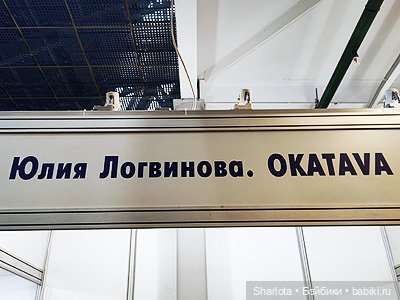 Юлия Логвинова. OKATAVA
Sharlota • Бэйбики • babiki.ru